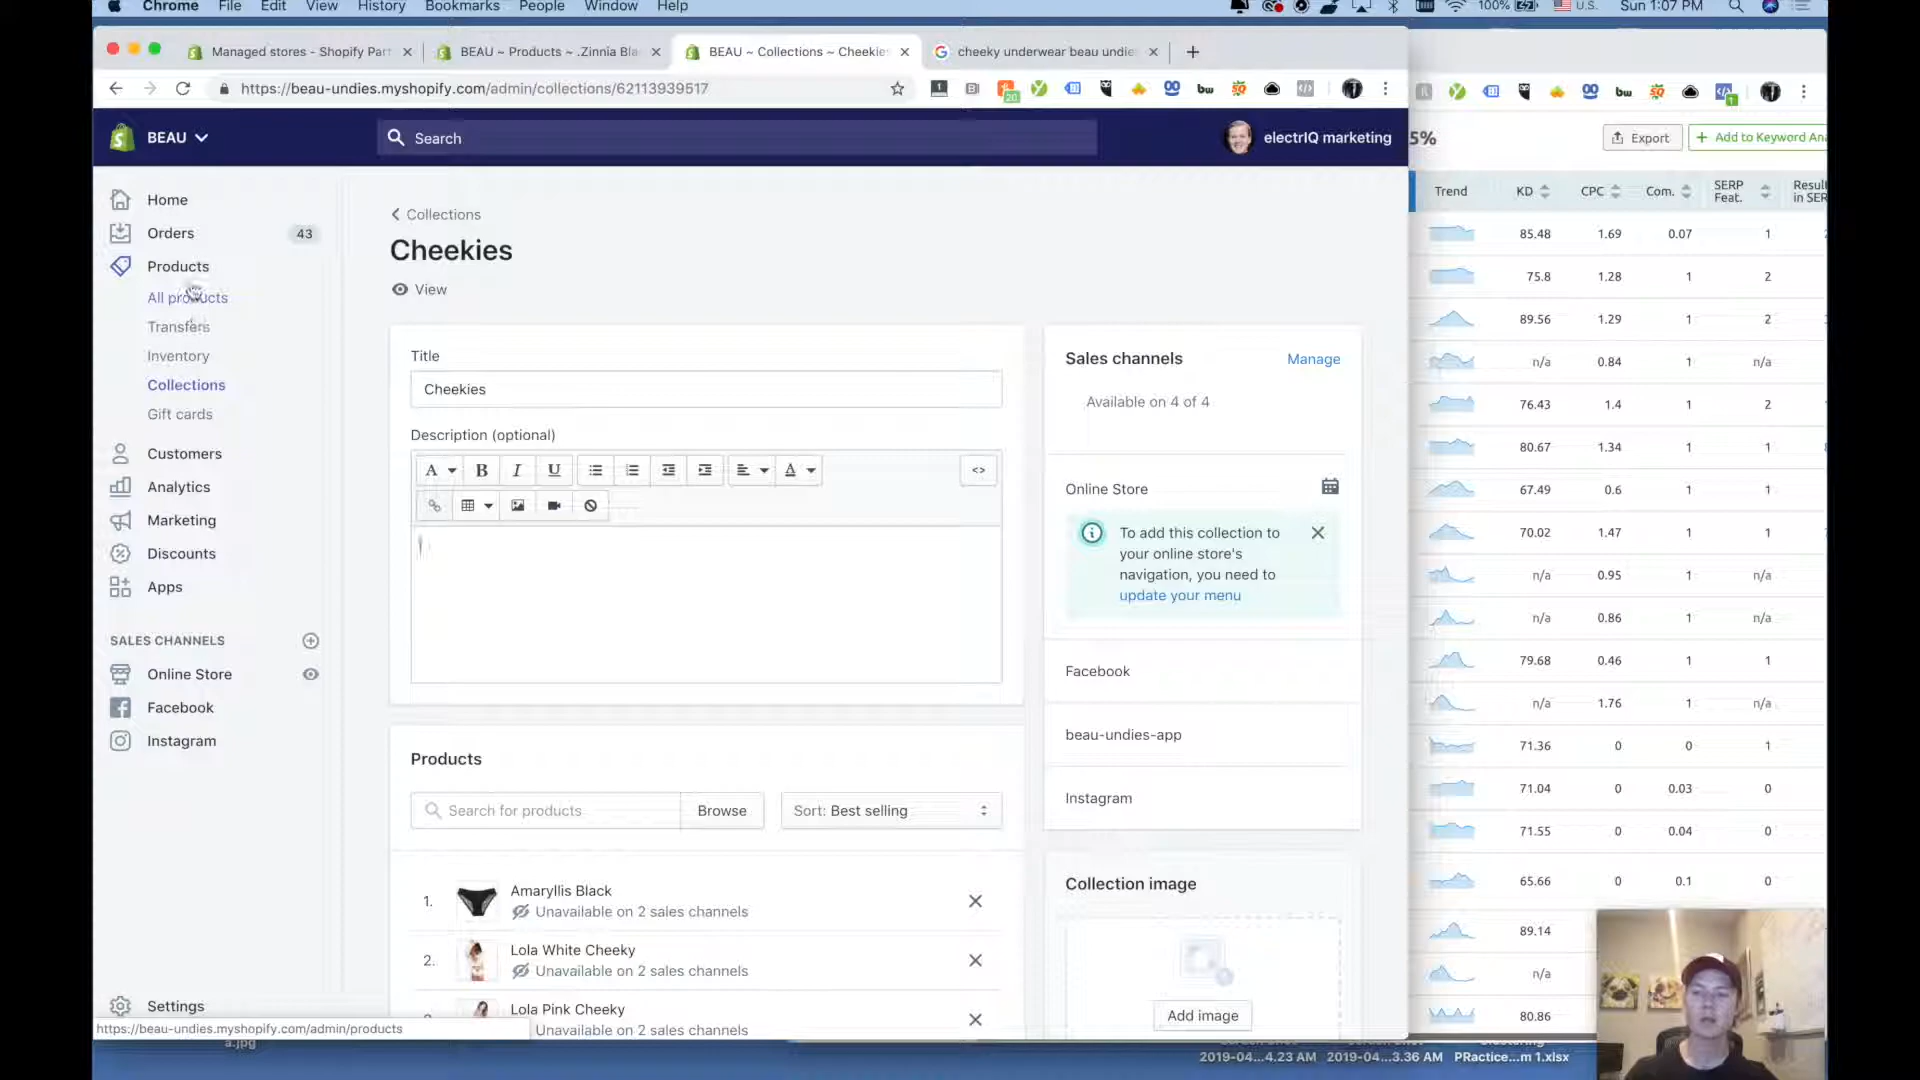 Chrome File Edit View History Bookmarks People Window Help 100% U.S. Sun 1:07 PM
Managed stores - Shopify Part BEAU ~ Products ~ .Zinnia Bla BEAU ~ Collections ~ Cheekies cheeky underwear beau undie
https://beau-undies.myshopify.com/admin/collections/62113939517
BEAU
Search
electrIQ marketing
5% Export + Add to Keyword Ana
Home
Orders 43
Products
All products
Transfers
Inventory
Collections
Gift cards
Customers
Analytics
Marketing
Discounts
Apps
SALES CHANNELS
Online Store
Facebook
Instagram
Settings
https://beau-undies.myshopify.com/admin/products
Collections
Cheekies
View
Title
Cheekies
Description (optional)
A B I U A <>
Products
Search for products Browse Sort: Best selling
1. Amaryllis Black
Unavailable on 2 sales channels
2. Lola White Cheeky
Unavailable on 2 sales channels
Lola Pink Cheeky
Unavailable on 2 sales channels
Sales channels Manage
Available on 4 of 4
Online Store
To add this collection to
your online store's
navigation, you need to
update your menu
Facebook
beau-undies-app
Instagram
Collection image
Add image
Trend KD CPC Com. SERP Feat. Resul in SER
85.48 1.69 0.07 1
75.8 1.28 1 2
89.56 1.29 1 2
n/a 0.84 1 n/a
76.43 1.4 1 2
80.67 1.34 1 1
67.49 0.6 1 1
70.02 1.47 1 1
n/a 0.95 1 n/a
n/a 0.86 1 n/a
79.68 0.46 1 1
n/a 1.76 1 n/a
71.36 0 0 1
71.04 0 0.03 0
71.55 0 0.04 0
65.66 0 0.1 0
89.14
n/a
80.86
a.jpg
2019-04...4.23 AM 2019-04...3.36 AM PRactice...m 1.xlsx